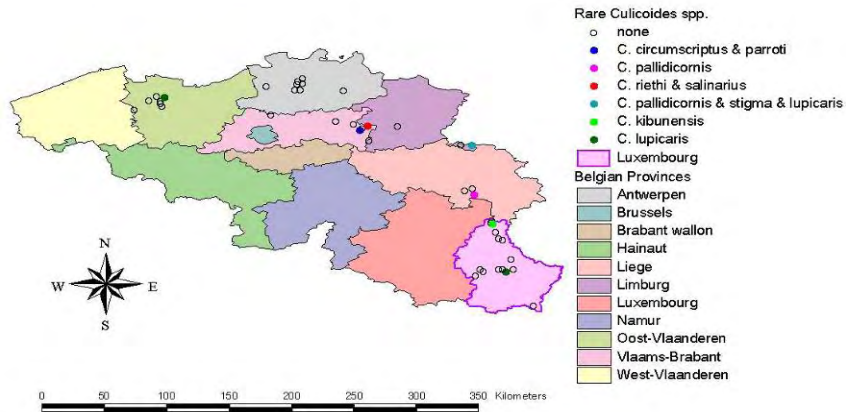 Rare Culicoides spp.
none
C. circumscriptus & parroti
C. pallidicornis
C. riethi & salinarius
C. pallidicornis & stigma & lupicaris
C. kibunensis
C. lupicaris
Luxembourg
Belgian Provinces
Antwerpen
Brussels
Brabant wallon
Hainaut
Liege
Limburg
Luxembourg
Namur
Oost-Vlaanderen
Vlaams-Brabant
West-Vlaanderen
N
W E
S
0 50 100 150 200 250 300 350 Kilometers